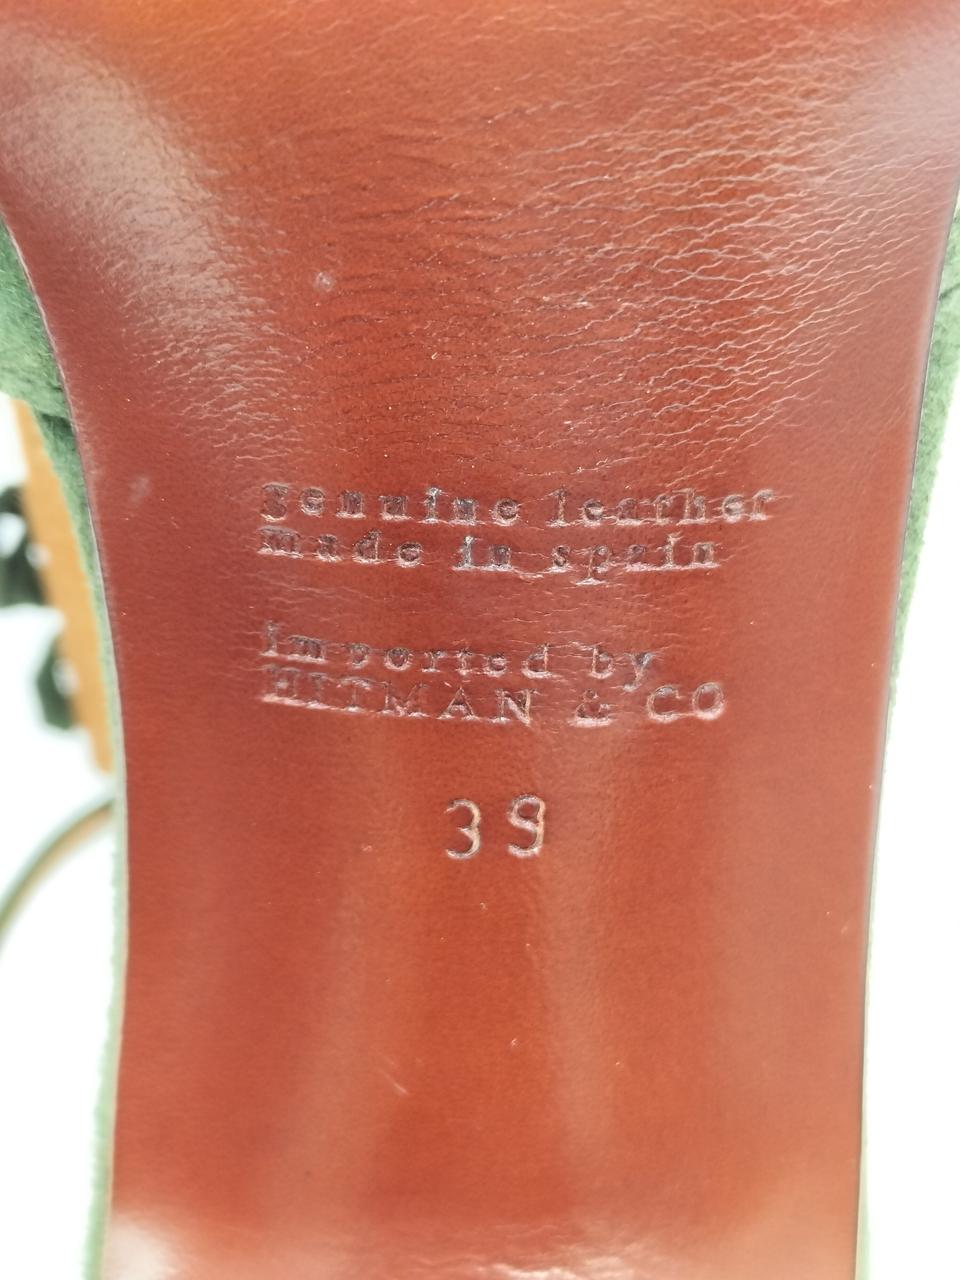 genuine leather
made in spain
imported by
HITMAN & CO
39